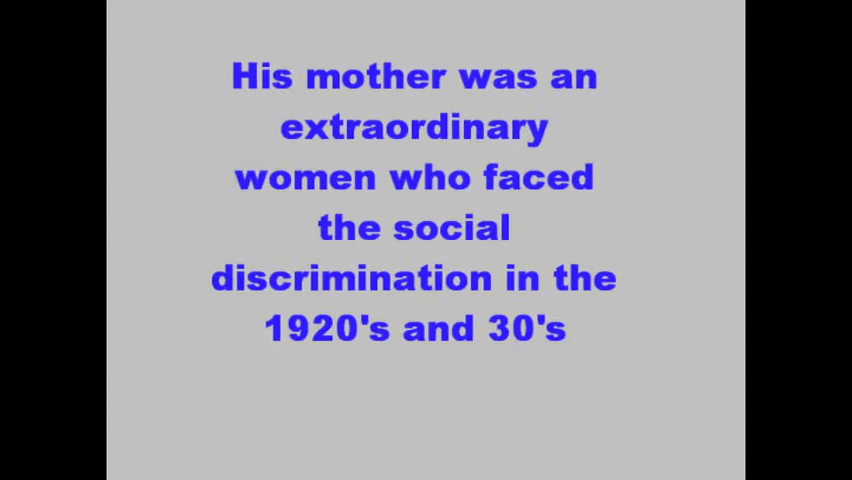 His mother was an
extraordinary
women who faced
the social
discrimination in the
1920's and 30's